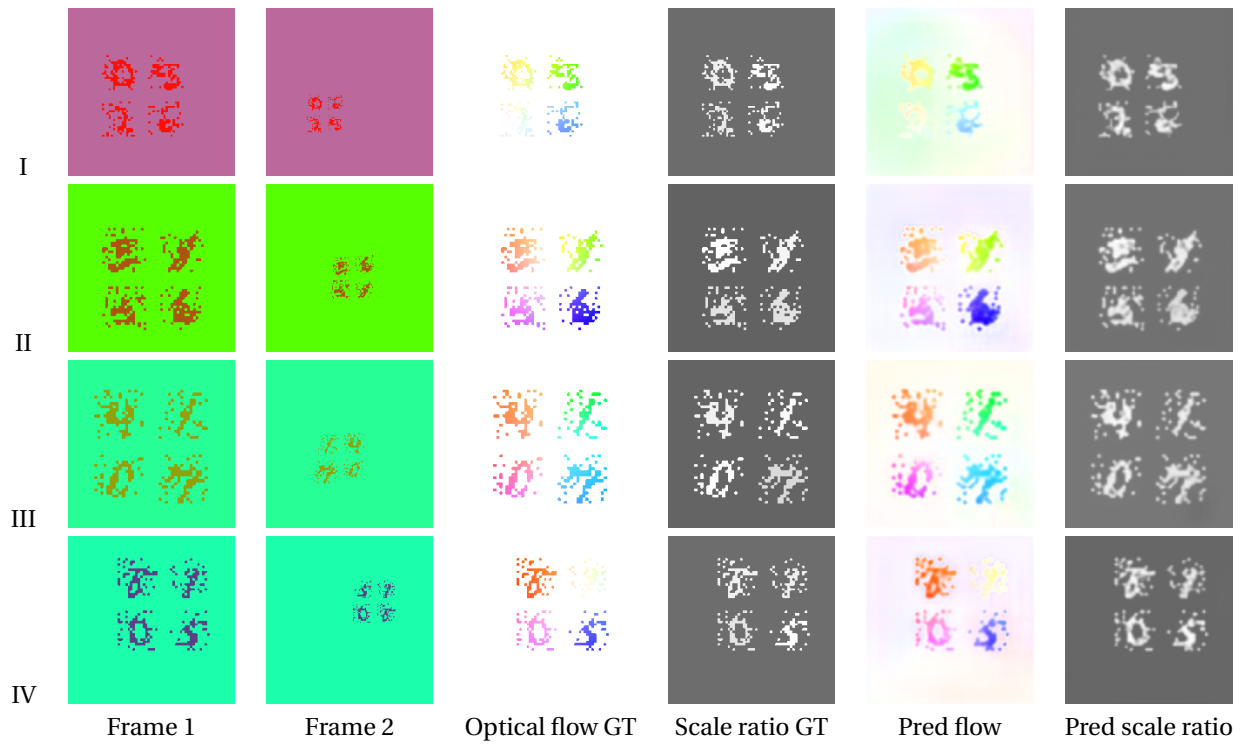 I
II
III
IV
Frame 1 Frame 2 Optical flow GT Scale ratio GT Pred flow Pred scale ratio